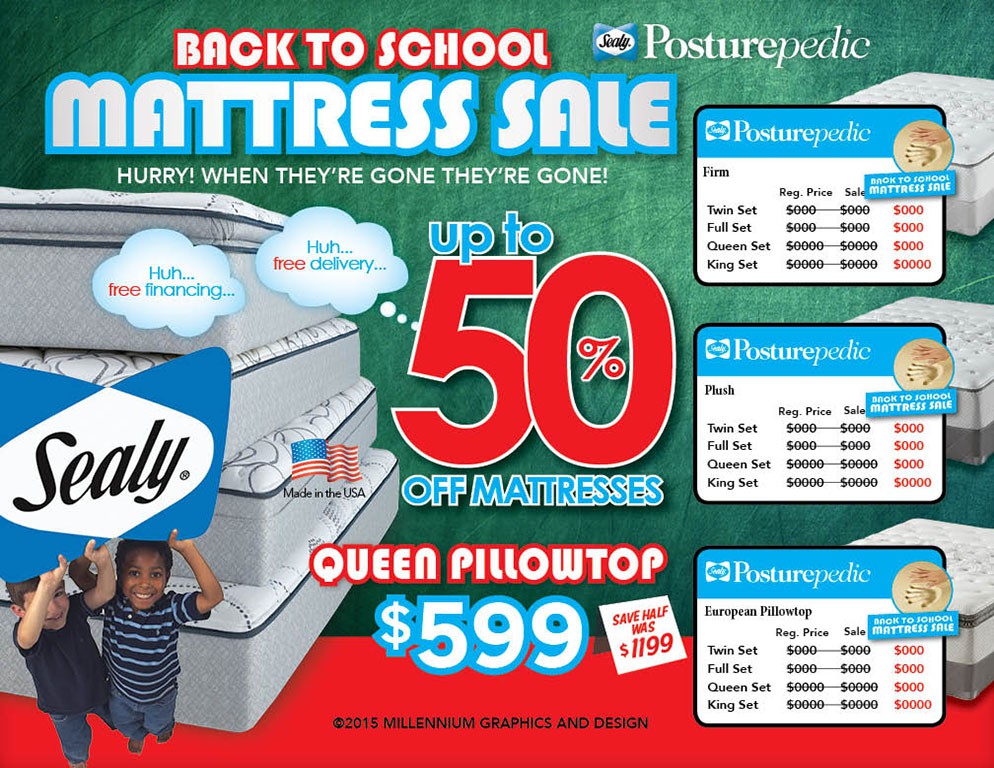 BACK TO SCHOOL
MATTRESS SALE
HURRY! WHEN THEY'RE GONE THEY'RE GONE!
Sealy. Posturepedic
Huh...
free financing...
Huh...
free delivery...
up to
50%
OFF MATTRESSES
Sealy®
Made in the USA
QUEEN PILLOWTOP
$599
SAVE HALF
WAS
$1199
©2015 MILLENNIUM GRAPHICS AND DESIGN
Sealy Posturepedic
BACK TO SCHOOL
MATTRESS SALE
Firm
Reg. Price Sale
Twin Set $000 $000 $000
Full Set $000 $000 $000
Queen Set $0000 $0000 $000
King Set $0000 $0000 $0000
Sealy Posturepedic
BACK TO SCHOOL
MATTRESS SALE
Plush
Reg. Price Sale
Twin Set $000 $000 $000
Full Set $000 $000 $000
Queen Set $0000 $0000 $000
King Set $0000 $0000 $0000
Sealy Posturepedic
BACK TO SCHOOL
MATTRESS SALE
European Pillowtop
Reg. Price Sale
Twin Set $000 $000 $000
Full Set $000 $000 $000
Queen Set $0000 $0000 $000
King Set $0000 $0000 $0000